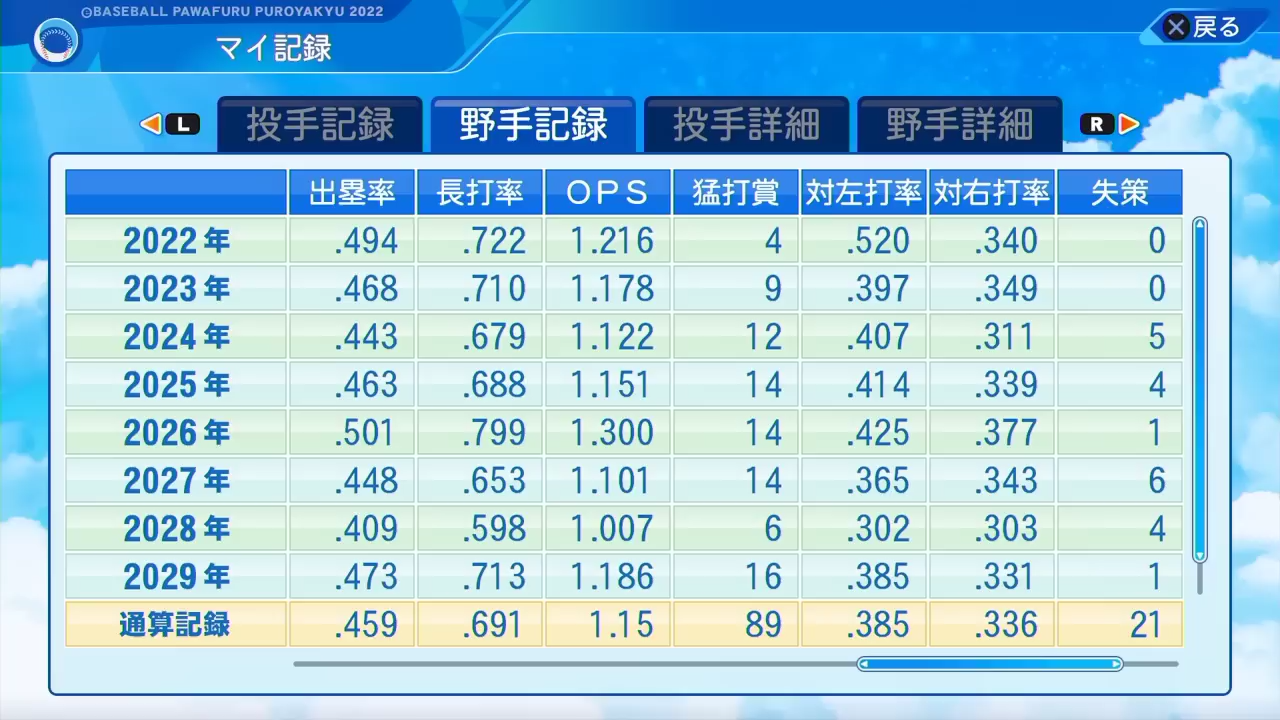 ©BASEBALL PAWAFURU PUROYAKYU 2022
マイ記録
戻る
L 投手記録 野手記録 投手詳細 野手詳細 R
出塁率 長打率 OPS 猛打賞 対左打率 対右打率 失策
2022年 .494 .722 1.216 4 .520 .340 0
2023年 .468 .710 1.178 9 .397 .349 0
2024年 .443 .679 1.122 12 .407 .311 5
2025年 .463 .688 1.151 14 .414 .339 4
2026年 .501 .799 1.300 14 .425 .377 1
2027年 .448 .653 1.101 14 .365 .343 6
2028年 .409 .598 1.007 6 .302 .303 4
2029年 .473 .713 1.186 16 .385 .331 1
通算記録 .459 .691 1.15 89 .385 .336 21